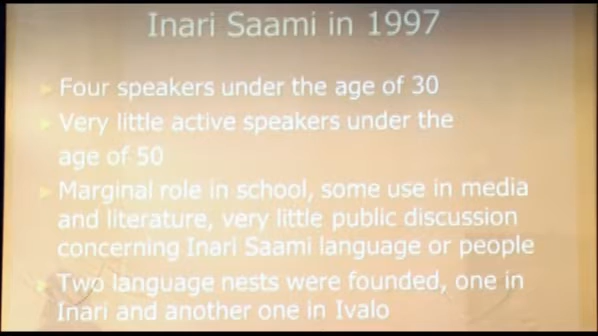 Inari Saami in 1997
Four speakers under the age of 30
Very little active speakers under the
age of 50
Marginal role in school, some use in media
and literature, very little public discussion
concerning Inari Saami language or people
Two language nests were founded, one in
Inari and another one in Ivalo